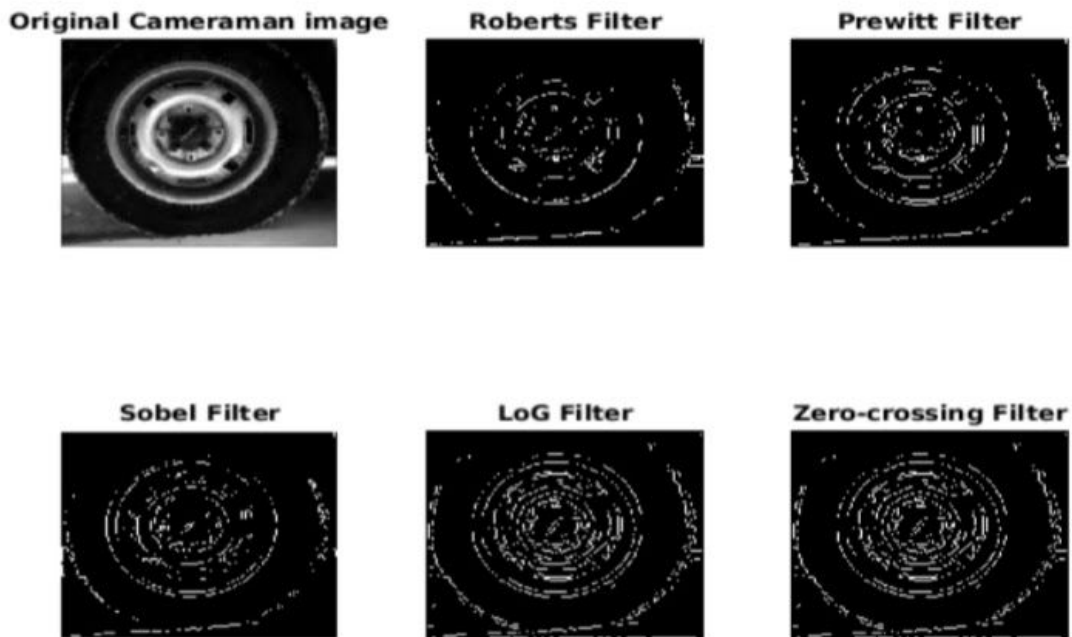 Original Cameraman image
Roberts Filter
Prewitt Filter
Sobel Filter
LoG Filter
Zero-crossing Filter